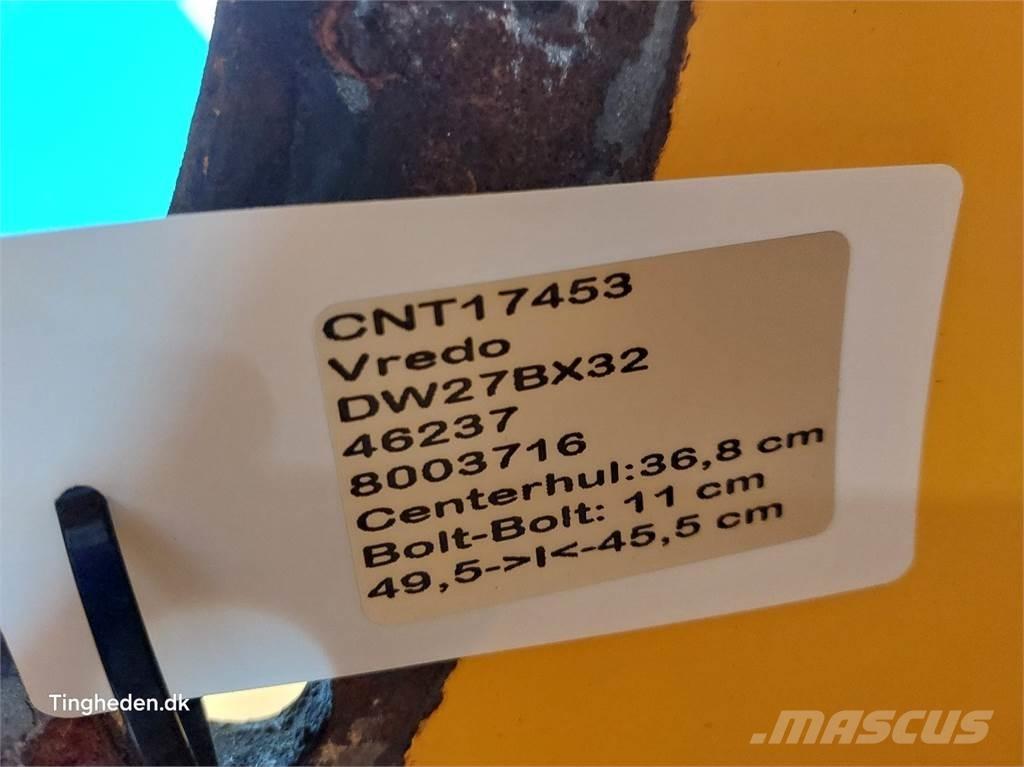 CNT17453
Vredo
DW27BX32
46237
8003716
Centerhul:36,8 cm
Bolt-Bolt: 11 cm
49,5->I<-45,5 cm
Tingheden.dk
MASCUS